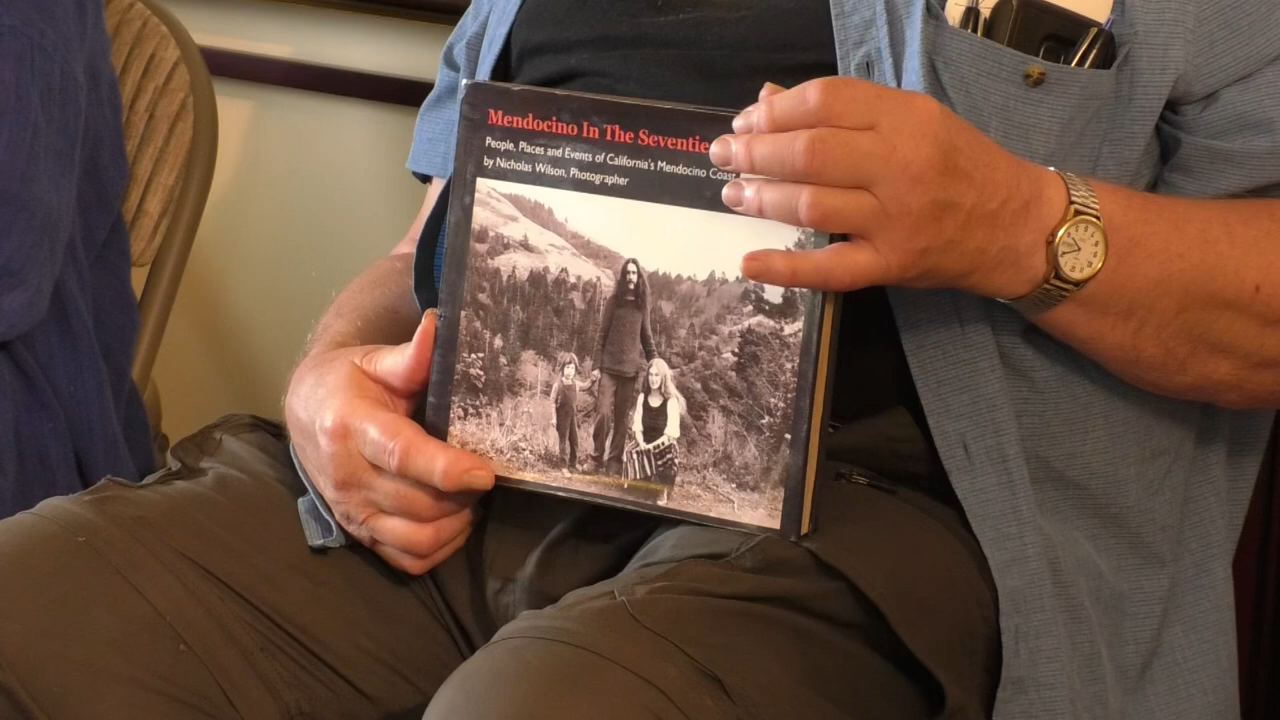 Mendocino In The Seventie
People, Places and Events of California's Mendocino Coast
by Nicholas Wilson, Photographer